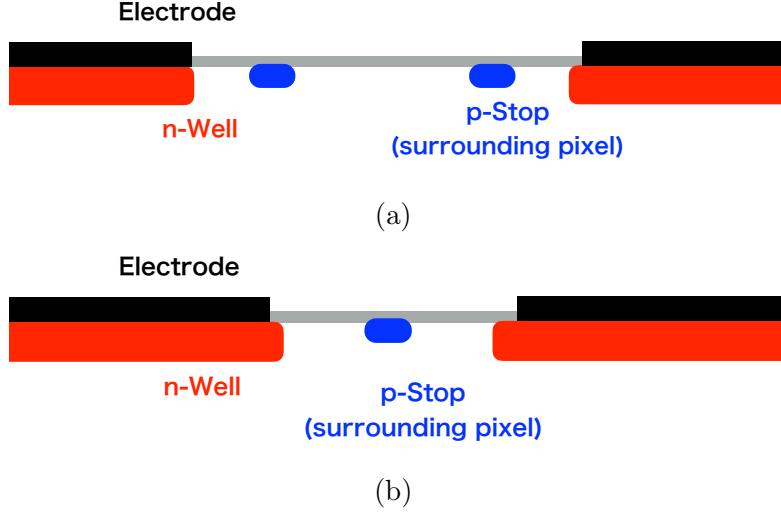 Electrode
n-Well
p-Stop
(surrounding pixel)
(a)
Electrode
n-Well
p-Stop
(surrounding pixel)
(b)